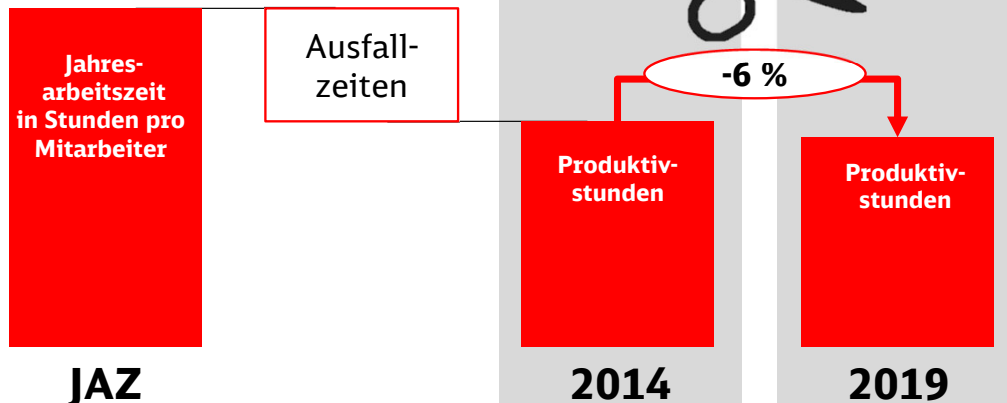 Jahres-
arbeitszeit
in Stunden pro
Mitarbeiter
Ausfall-
zeiten
-6 %
Produktiv-
stunden
Produktiv-
stunden
JAZ
2014
2019